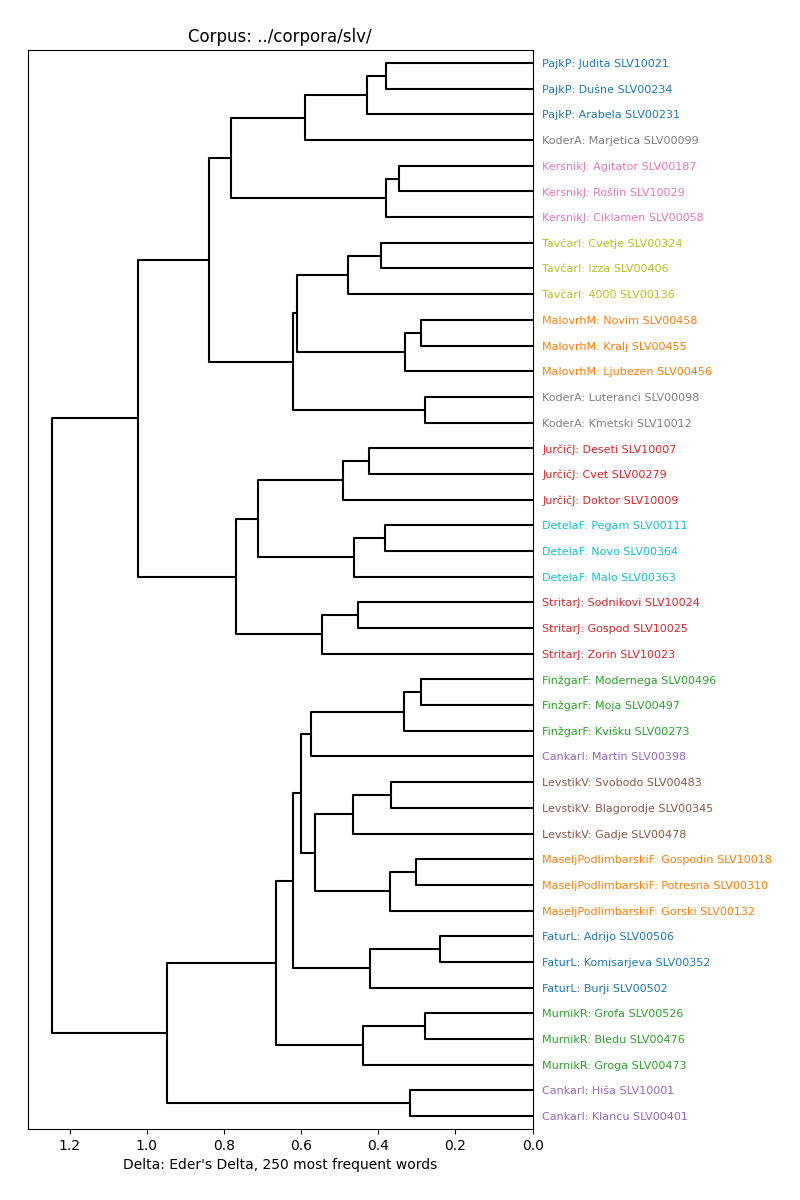 Corpus: ../corpora/slv/
PajkP: Judita SLV10021
PajkP: Dušne SLV00234
PajkP: Arabela SLV00231
KoderA: Marjetica SLV00099
KersnikJ: Agitator SLV00187
KersnikJ: Rošlin SLV10029
KersnikJ: Ciklamen SLV00058
TavčarI: Cvetje SLV00324
TavčarI: Izza SLV00406
TavčarI: 4000 SLV00136
MalovrhM: Novim SLV00458
MalovrhM: Kralj SLV00455
MalovrhM: Ljubezen SLV00456
KoderA: Luteranci SLV00098
KoderA: Kmetski SLV10012
JurčičJ: Deseti SLV10007
JurčičJ: Cvet SLV00279
JurčičJ: Doktor SLV10009
DetelaF: Pegam SLV00111
DetelaF: Novo SLV00364
DetelaF: Malo SLV00363
StritarJ: Sodnikovi SLV10024
StritarJ: Gospod SLV10025
StritarJ: Zorin SLV10023
FinžgarF: Modernega SLV00496
FinžgarF: Moja SLV00497
FinžgarF: Kvišku SLV00273
CankarI: Martin SLV00398
LevstikV: Svobodo SLV00483
LevstikV: Blagorodje SLV00345
LevstikV: Gadje SLV00478
MaseljPodlimbarskiF: Gospodin SLV10018
MaseljPodlimbarskiF: Potresna SLV00310
MaseljPodlimbarskiF: Gorski SLV00132
FaturL: Adrijo SLV00506
FaturL: Komisarjeva SLV00352
FaturL: Burji SLV00502
MurnikR: Grofa SLV00526
MurnikR: Bledu SLV00476
MurnikR: Groga SLV00473
CankarI: Hiša SLV10001
CankarI: Klancu SLV00401
1.2 1.0 0.8 0.6 0.4 0.2 0.0
Delta: Eder's Delta, 250 most frequent words